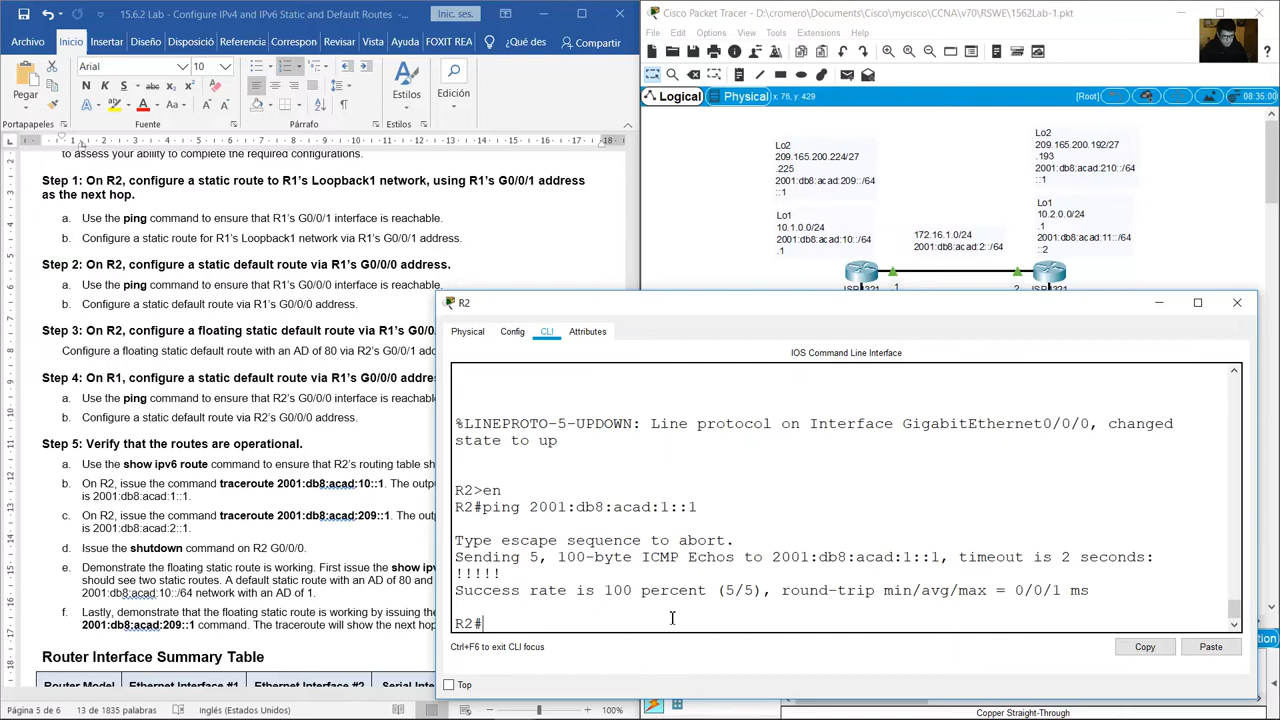 15.6.2 Lab - Configure IPv4 and IPv6 Static and Default Routes
Inic. ses.
Archivo Inicio Insertar Diseño Disposición Referencia Correspon Revisar Vista Ayuda FOXIT REA ¿Qué des Compartir
Pegar
Arial 10
N K S
Estilos
Edición
Portapapeles Fuente Párrafo Estilos
to assess your ability to complete the required configurations.
Step 1: On R2, configure a static route to R1's Loopback1 network, using R1's G0/0/1 address
as the next hop.
a. Use the ping command to ensure that R1's G0/0/1 interface is reachable.
b. Configure a static route for R1's Loopback1 network via R1's G0/0/1 address.
Step 2: On R2, configure a static default route via R1's G0/0/0 address.
a. Use the ping command to ensure that R1's G0/0/0 interface is reachable.
b. Configure a static default route via R1's G0/0/0 address.
Step 3: On R2, configure a floating static default route via R1's G0/0/
Configure a floating static default route with an AD of 80 via R2's G0/0/1 add
Step 4: On R1, configure a static default route via R1's G0/0/0 addre
a. Use the ping command to ensure that R2's G0/0/0 interface is reachable
b. Configure a static default route via R2's G0/0/0 address.
Step 5: Verify that the routes are operational.
a. Use the show ipv6 route command to ensure that R2's routing table sh
b. On R2, issue the command traceroute 2001:db8:acad:10::1. The output
is 2001:db8:acad:1::1.
c. On R2, issue the command traceroute 2001:db8:acad:209::1. The outpu
is 2001:db8:acad:2::1.
d. Issue the shutdown command on R2 G0/0/0.
e. Demonstrate the floating static route is working. First issue the show ipv
should see two static routes. A default static route with an AD of 80 and
2001:db8:acad:10::/64 network with an AD of 1.
f. Lastly, demonstrate that the floating static route is working by issuing the
2001:db8:acad:209::1 command. The traceroute will show the next hop
Router Interface Summary Table
Router Model Ethernet Interface #1 Ethernet Interface #2 Serial Inter
Página 5 de 6 13 de 1835 palabras Inglés (Estados Unidos) 100%
Cisco Packet Tracer - D:\cromero\Documents\Cisco\mycisco\CCNA\v70\RSWE\1562Lab-1.pkt
File Edit Options View Tools Extensions Help
Logical Physical x: 76, y: 429 [Root] 08:35:00
Lo2
209.165.200.224/27
.225
2001:db8:acad:209::/64
::1
Lo1
10.1.0.0/24
2001:db8:acad:10::/64
.1
172.16.1.0/24
2001:db8:acad:2::/64
Lo2
209.165.200.192/27
.193
2001:db8:acad:210::/64
::1
Lo1
10.2.0.0/24
.1
2001:db8:acad:11::/64
::2
R2
Physical Config CLI Attributes
IOS Command Line Interface
%LINEPROTO-5-UPDOWN: Line protocol on Interface GigabitEthernet0/0/0, changed
state to up
R2>en
R2#ping 2001:db8:acad:1::1
Type escape sequence to abort.
Sending 5, 100-byte ICMP Echos to 2001:db8:acad:1::1, timeout is 2 seconds:
!!!!!
Success rate is 100 percent (5/5), round-trip min/avg/max = 0/0/1 ms
R2#
Ctrl+F6 to exit CLI focus
Copy Paste
Top
Copper Straight-Through